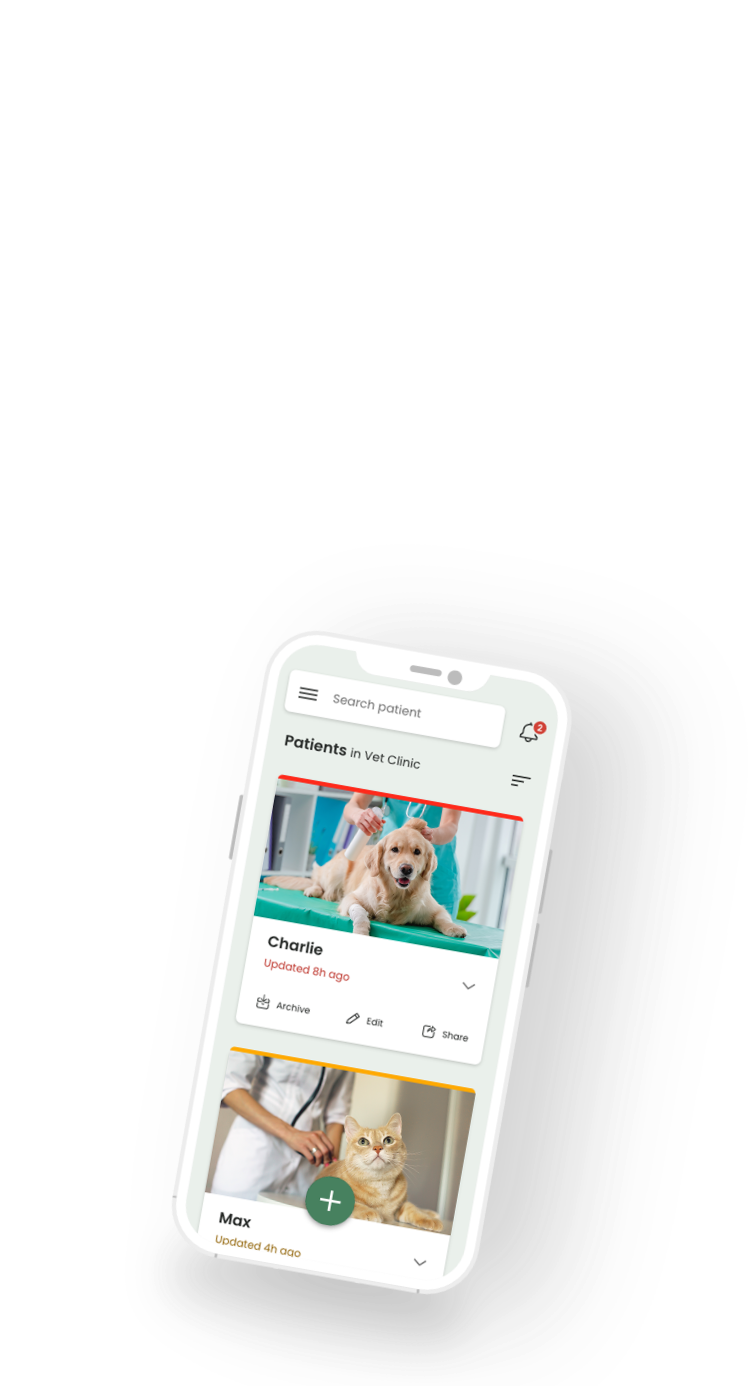 Search patient
2
Patients in Vet Clinic
Charlie
Updated 8h ago
Archive
Edit
Share
Max
Updated 4h ago